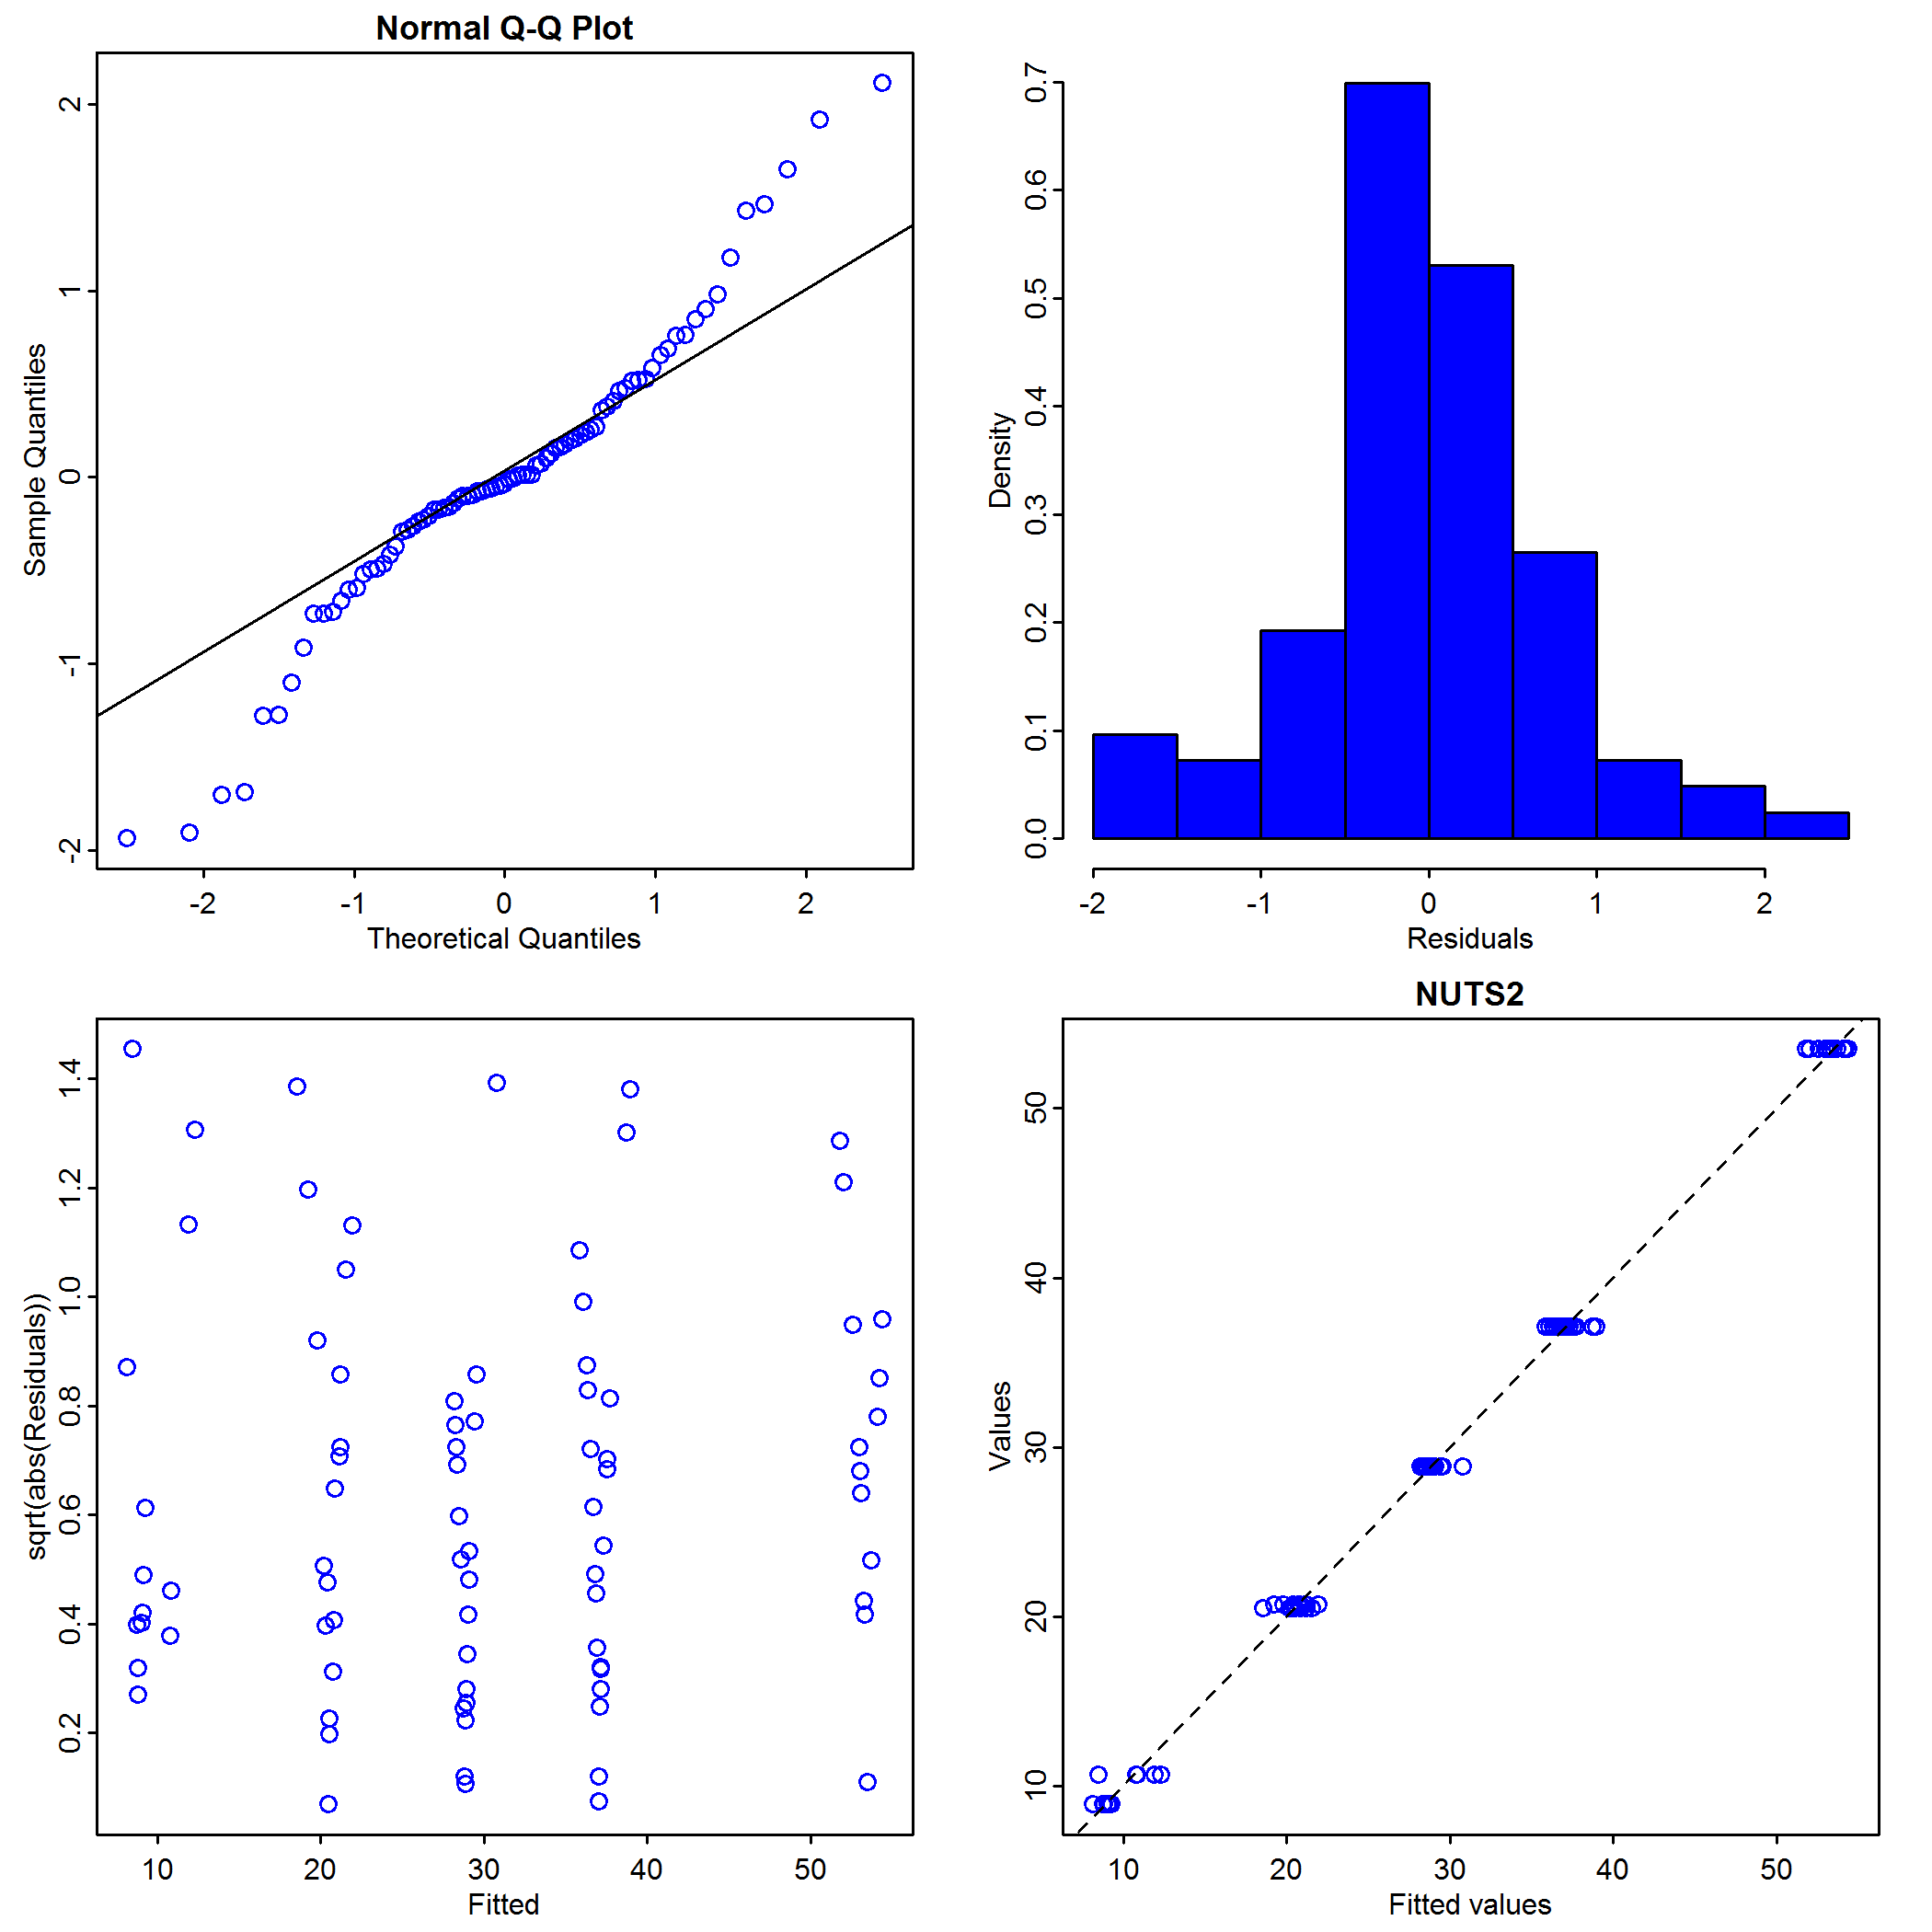 Normal Q-Q Plot
Sample Quantiles
2
1
0
-1
-2
-2 -1 0 1 2
Theoretical Quantiles
Density
0.7
0.6
0.5
0.4
0.3
0.2
0.1
0.0
-2 -1 0 1 2
Residuals
sqrt(abs(Residuals))
1.4
1.2
1.0
0.8
0.6
0.4
0.2
10 20 30 40 50
Fitted
NUTS2
Values
50
40
30
20
10
10 20 30 40 50
Fitted values